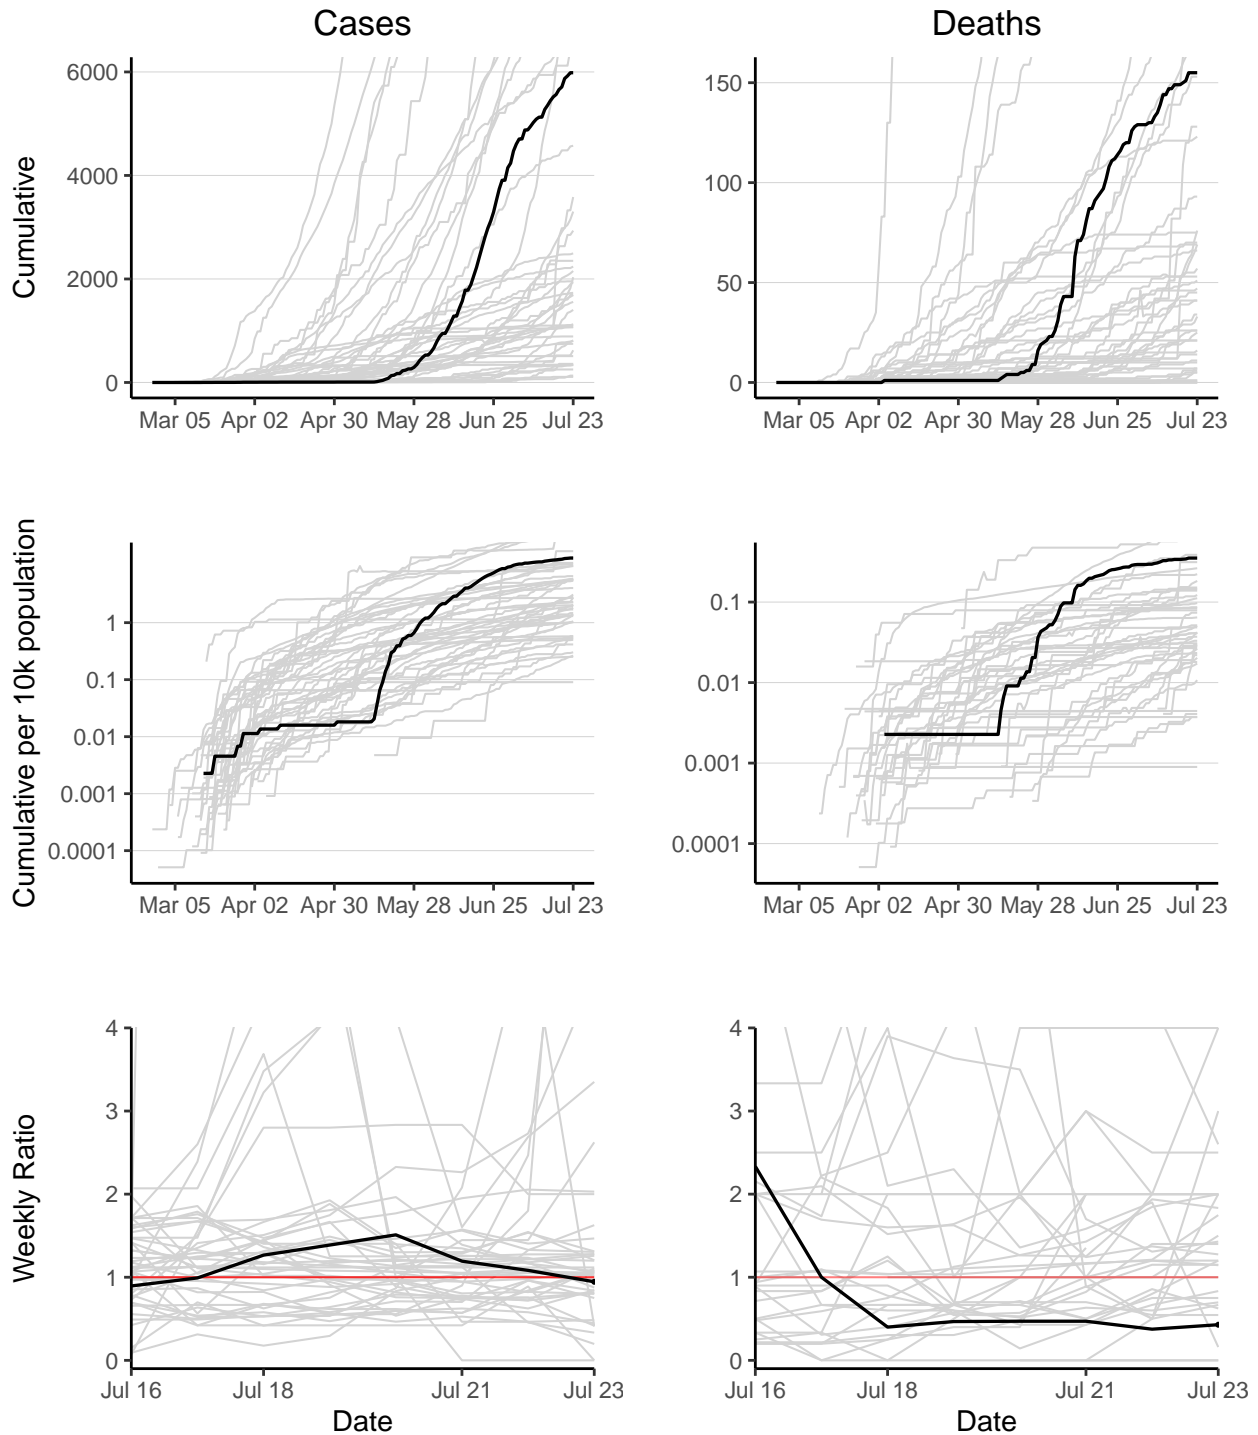 Cases
Deaths
Cumulative
6000
4000
2000
0
Mar 05 Apr 02 Apr 30 May 28 Jun 25 Jul 23
150
100
50
0
Mar 05 Apr 02 Apr 30 May 28 Jun 25 Jul 23
Cumulative per 10k population
1
0.1
0.01
0.001
0.0001
Mar 05 Apr 02 Apr 30 May 28 Jun 25 Jul 23
0.1
0.01
0.001
0.0001
Mar 05 Apr 02 Apr 30 May 28 Jun 25 Jul 23
Weekly Ratio
4
3
2
1
0
Jul 16 Jul 18 Jul 21 Jul 23
Date
4
3
2
1
0
Jul 16 Jul 18 Jul 21 Jul 23
Date